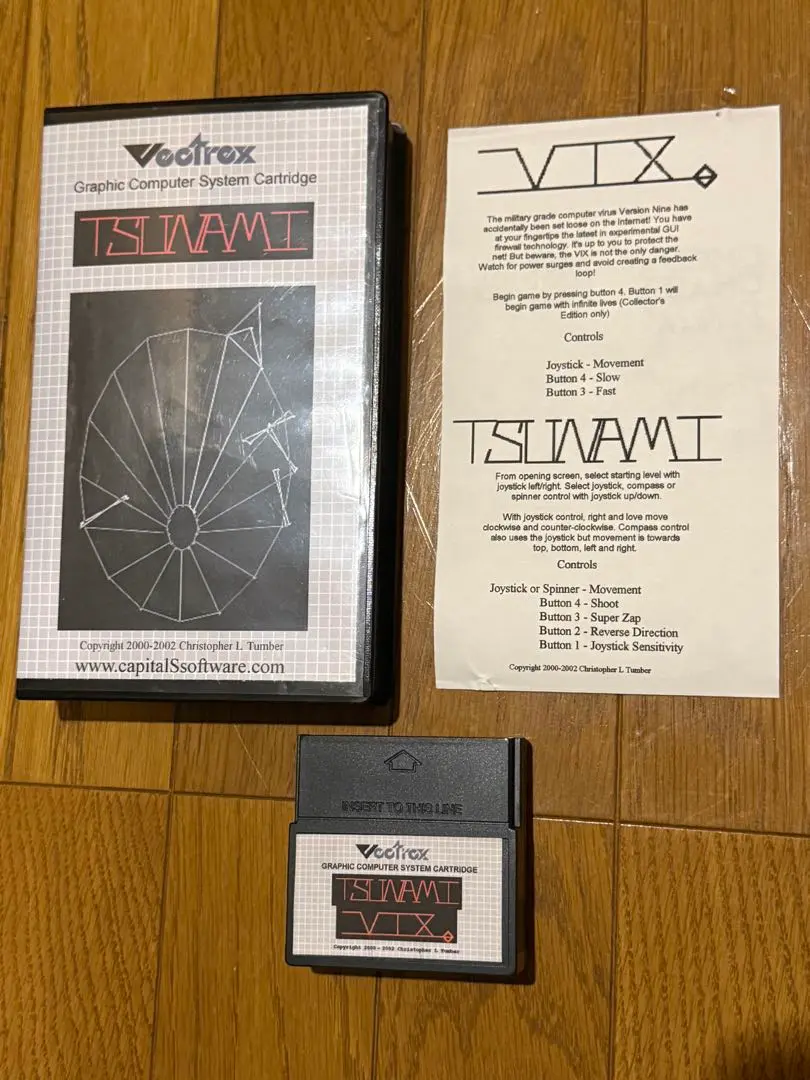 Vectrex
Graphic Computer System Cartridge
TSUNAMI
Copyright 2000-2002 Christopher L Tumber
www.capitalSsoftware.com
VIX
The military grade computer virus Version Nine has
accidentally been set loose on the Internet! You have
at your fingertips the latest in experimental GUI
firewall technology. It's up to you to protect the
net! But beware, the VIX is not the only danger.
Watch for power surges and avoid creating a feedback
loop!
Begin game by pressing button 4. Button 1 will
begin game with infinite lives (Collector's
Edition only)
Controls
Joystick - Movement
Button 4 - Slow
Button 3 - Fast
TSUNAMI
From opening screen, select starting level with
joystick left/right. Select joystick, compass or
spinner control with joystick up/down.
With joystick control, right and love move
clockwise and counter-clockwise. Compass control
also uses the joystick but movement is towards
top, bottom, left and right.
Controls
Joystick or Spinner - Movement
Button 4 - Shoot
Button 3 - Super Zap
Button 2 - Reverse Direction
Button 1 - Joystick Sensitivity
Copyright 2000-2002 Christopher L Tumber
INSERT TO THIS LINE
Vectrex
GRAPHIC COMPUTER SYSTEM CARTRIDGE
TSUNAMI
VIX
Copyright 2000 - 2002 Christopher L Tumber